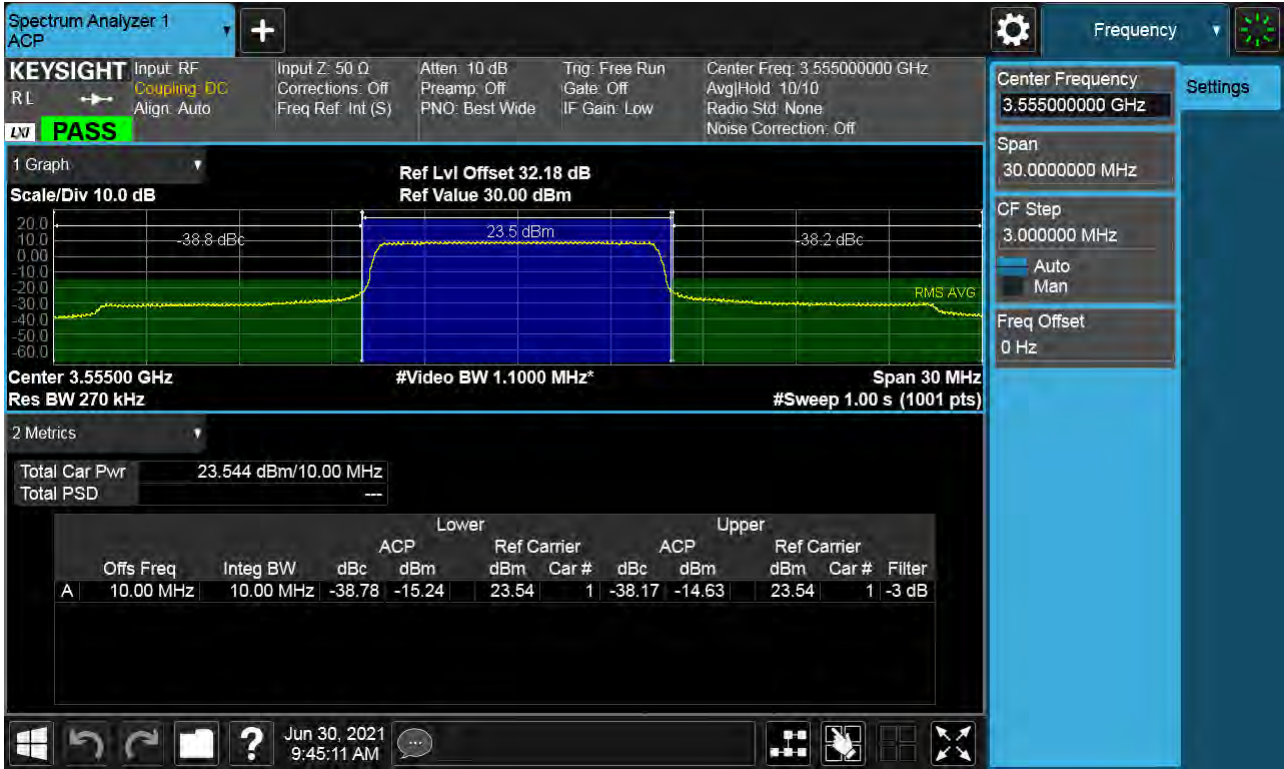 Spectrum Analyzer 1
ACP
Frequency
KEYSIGHT
RL
LXI
PASS
Input: RF
Coupling: DC
Align: Auto
Input Z: 50 Ω
Corrections: Off
Freq Ref: Int (S)
Atten: 10 dB
Preamp: Off
PNO: Best Wide
Trig: Free Run
Gate: Off
IF Gain: Low
Center Freq: 3.555000000 GHz
Avg|Hold: 10/10
Radio Std: None
Noise Correction: Off
Center Frequency
3.555000000 GHz
Settings
Span
30.0000000 MHz
CF Step
3.000000 MHz
Auto
Man
Freq Offset
0 Hz
1 Graph
Scale/Div 10.0 dB
Ref Lvl Offset 32.18 dB
Ref Value 30.00 dBm
20.0
10.0
0.00
-10.0
-20.0
-30.0
-40.0
-50.0
-60.0
-38.8 dBc
23.5 dBm
-38.2 dBc
RMS AVG
Center 3.55500 GHz
#Video BW 1.1000 MHz*
Span 30 MHz
Res BW 270 kHz
#Sweep 1.00 s (1001 pts)
2 Metrics
Total Car Pwr 23.544 dBm/10.00 MHz
Total PSD ---
Lower Upper
ACP Ref Carrier ACP Ref Carrier
Offs Freq Integ BW dBc dBm dBm Car # dBc dBm dBm Car # Filter
A 10.00 MHz 10.00 MHz -38.78 -15.24 23.54 1 -38.17 -14.63 23.54 1 -3 dB
?
Jun 30, 2021
9:45:11 AM